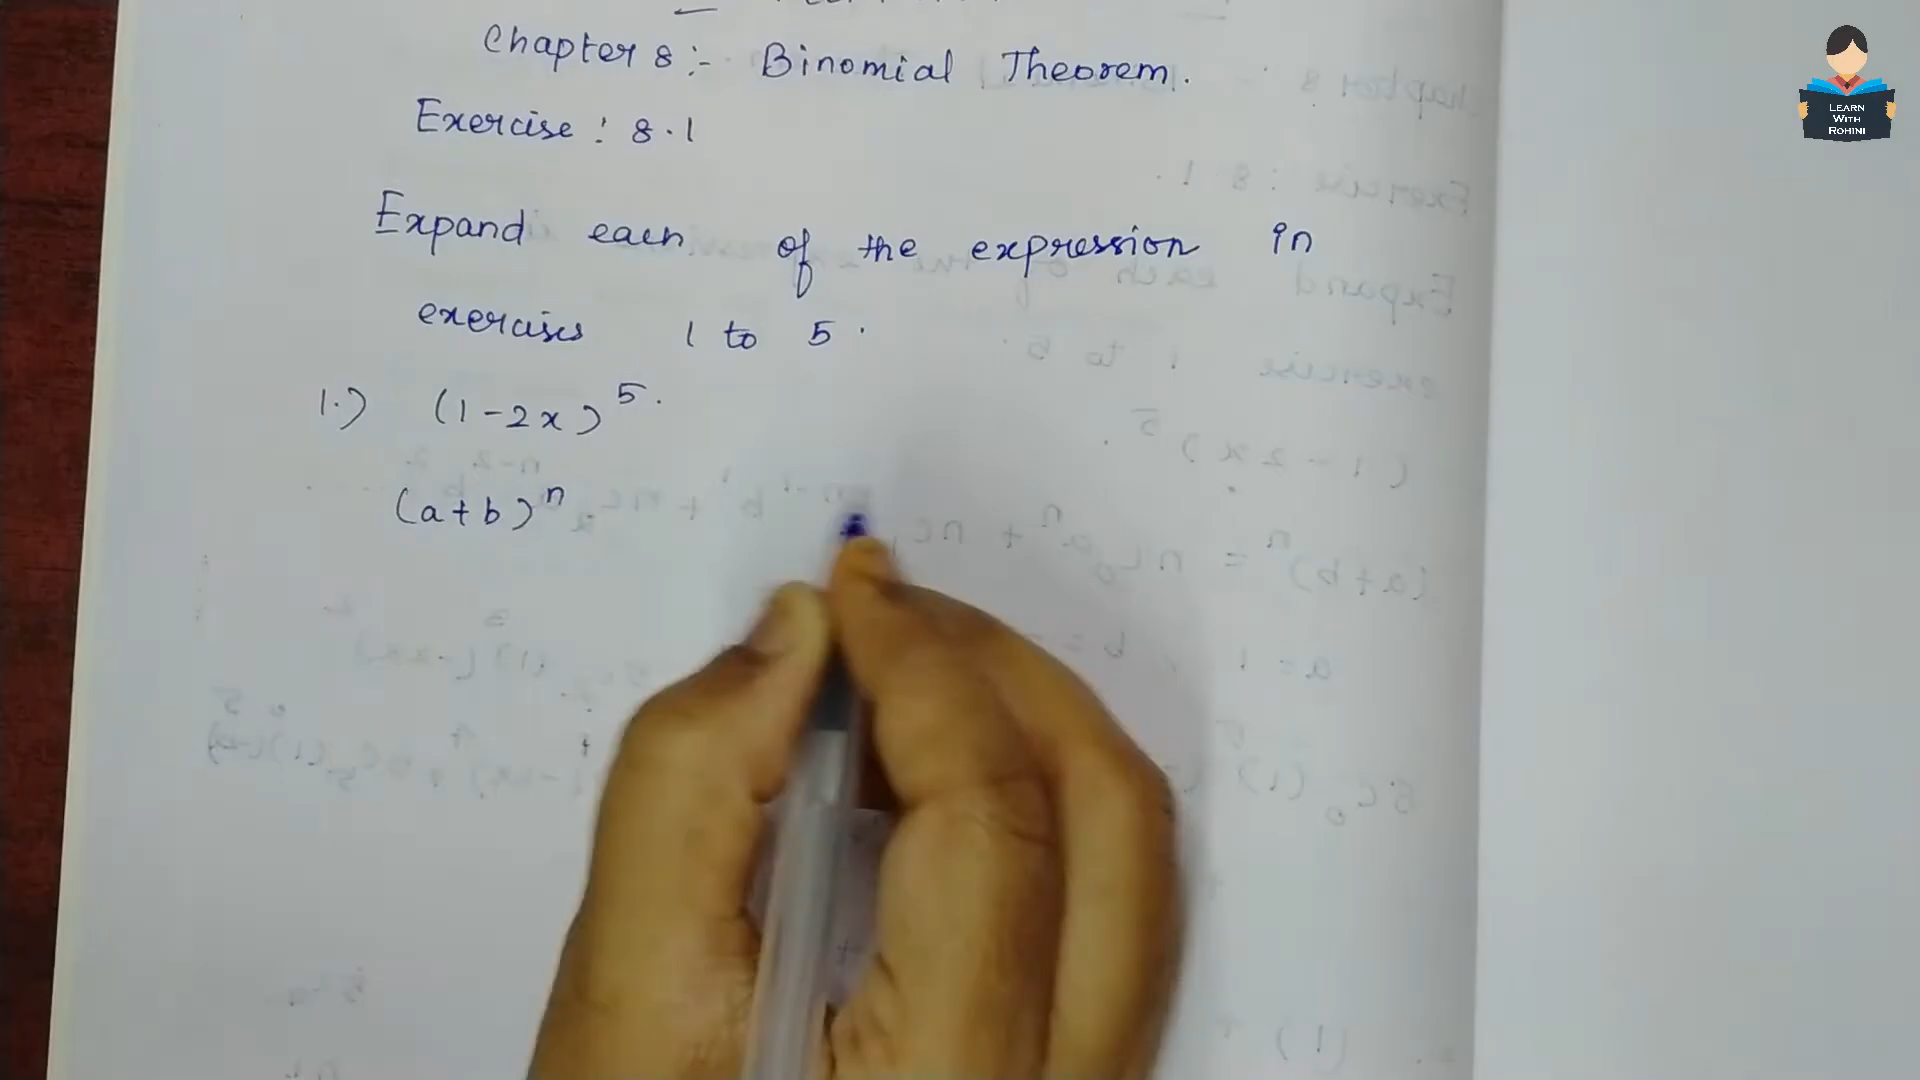 Chapter 8 :- Binomial Theorem.
Exercise : 8.1
Expand each of the expression in
exercises 1 to 5.
1.) (1-2x)⁵.
(a+b)ⁿ
LEARN
With
ROHINI